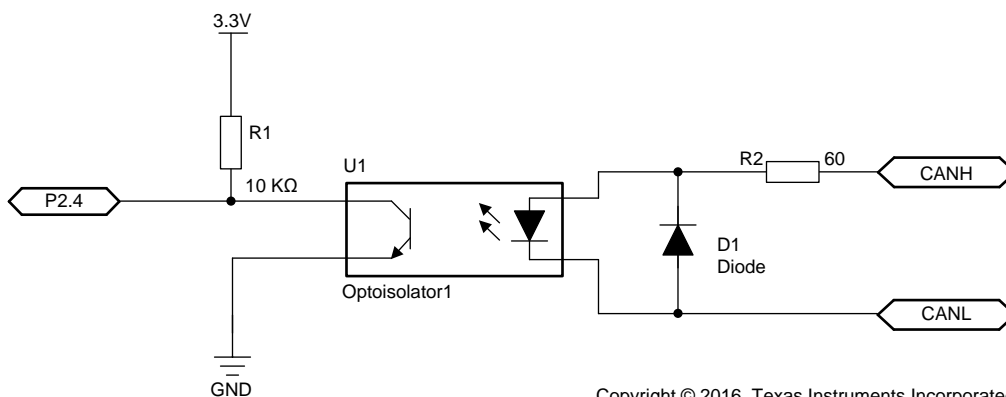 3.3V
R1
10 KΩ
P2.4
U1
Optoisolator1
GND
R2
60
CANH
D1
Diode
CANL
Copyright © 2016, Texas Instruments